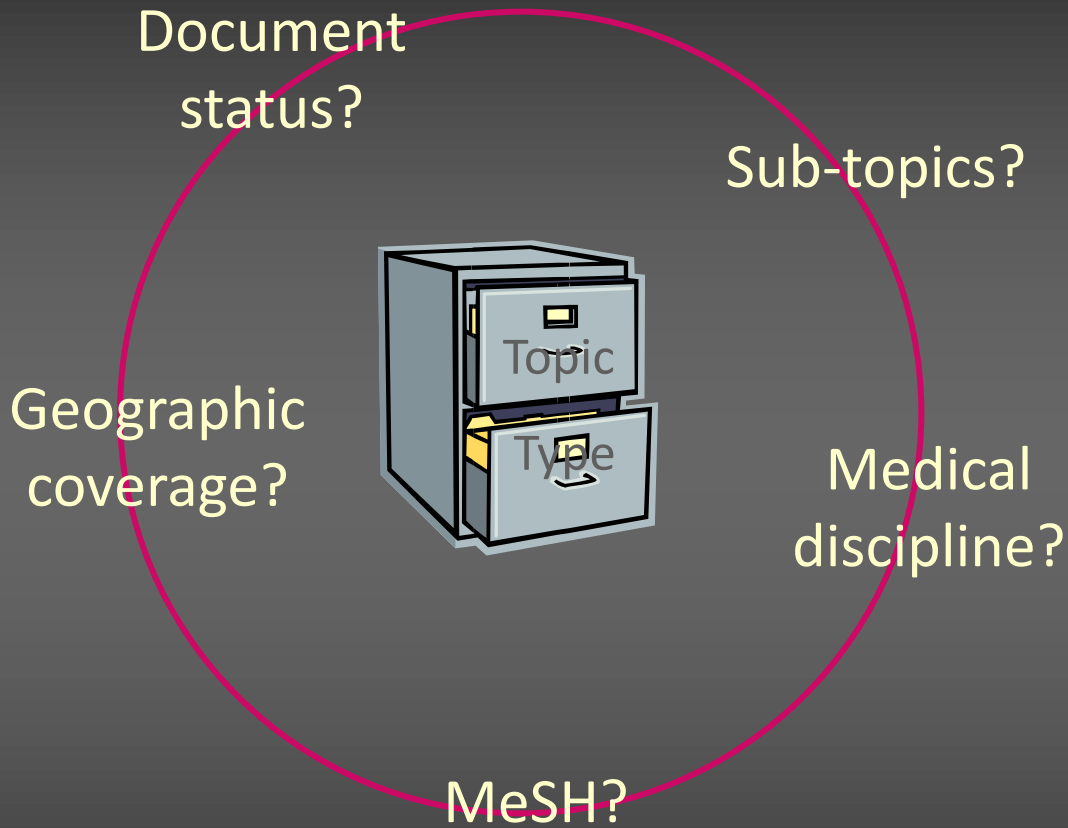 Document
status?
Sub-topics?
Topic
Type
Geographic
coverage?
Medical
discipline?
MeSH?